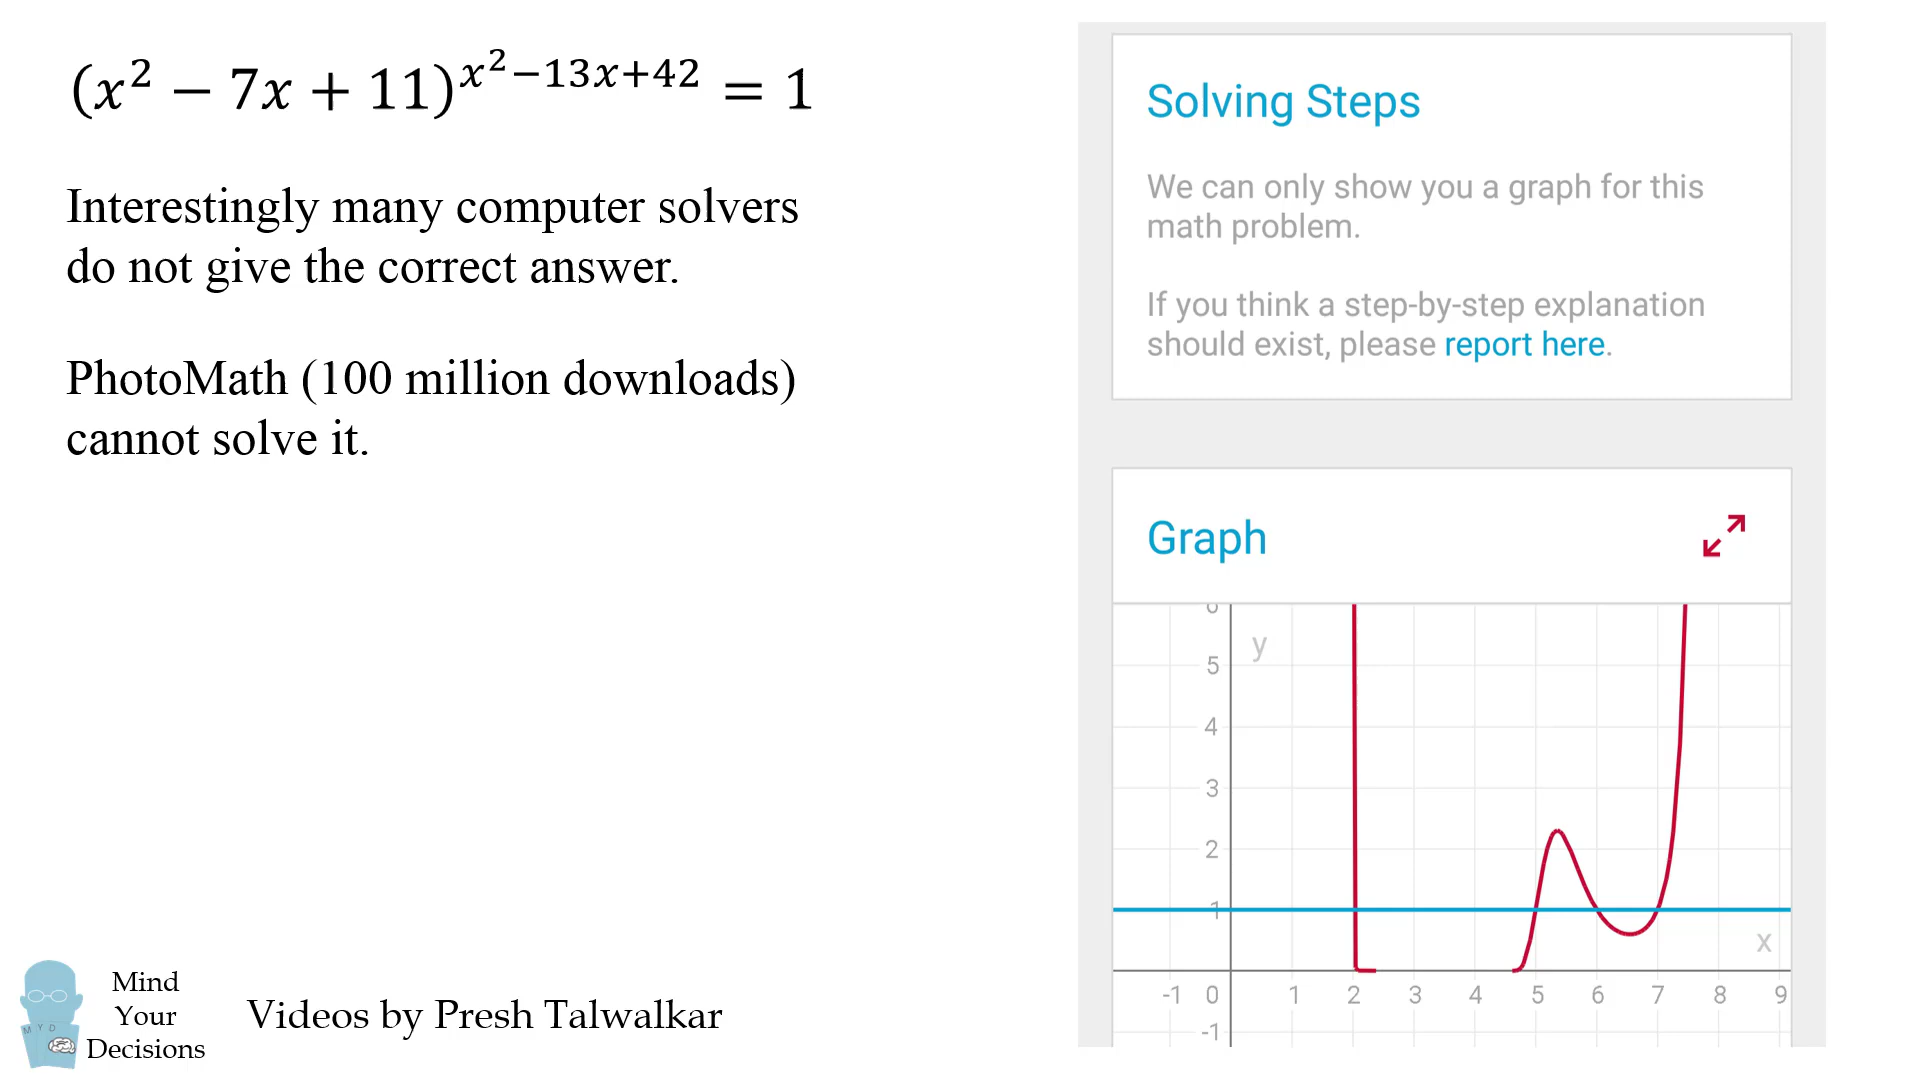 (x² − 7x + 11)^(x²−13x+42) = 1
Interestingly many computer solvers
do not give the correct answer.
PhotoMath (100 million downloads)
cannot solve it.
Solving Steps
We can only show you a graph for this
math problem.
If you think a step-by-step explanation
should exist, please report here.
Graph
6
y
5
4
3
2
1
x
-1 0 1 2 3 4 5 6 7 8 9
-1
Mind
Your
Decisions
M Y D
Videos by Presh Talwalkar